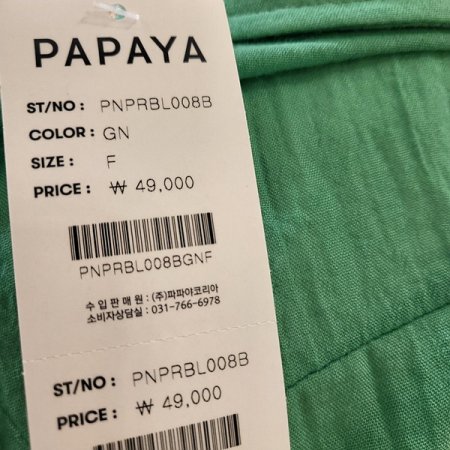 PAPAYA
ST/NO : PNPRBL008B
COLOR : GN
SIZE : F
PRICE : ₩ 49,000
PNPRBL008BGNF
수 입 판 매 원 : (주)파파야코리아
소비자상담실 : 031-766-6978
ST/NO : PNPRBL008B
PRICE : ₩ 49,000